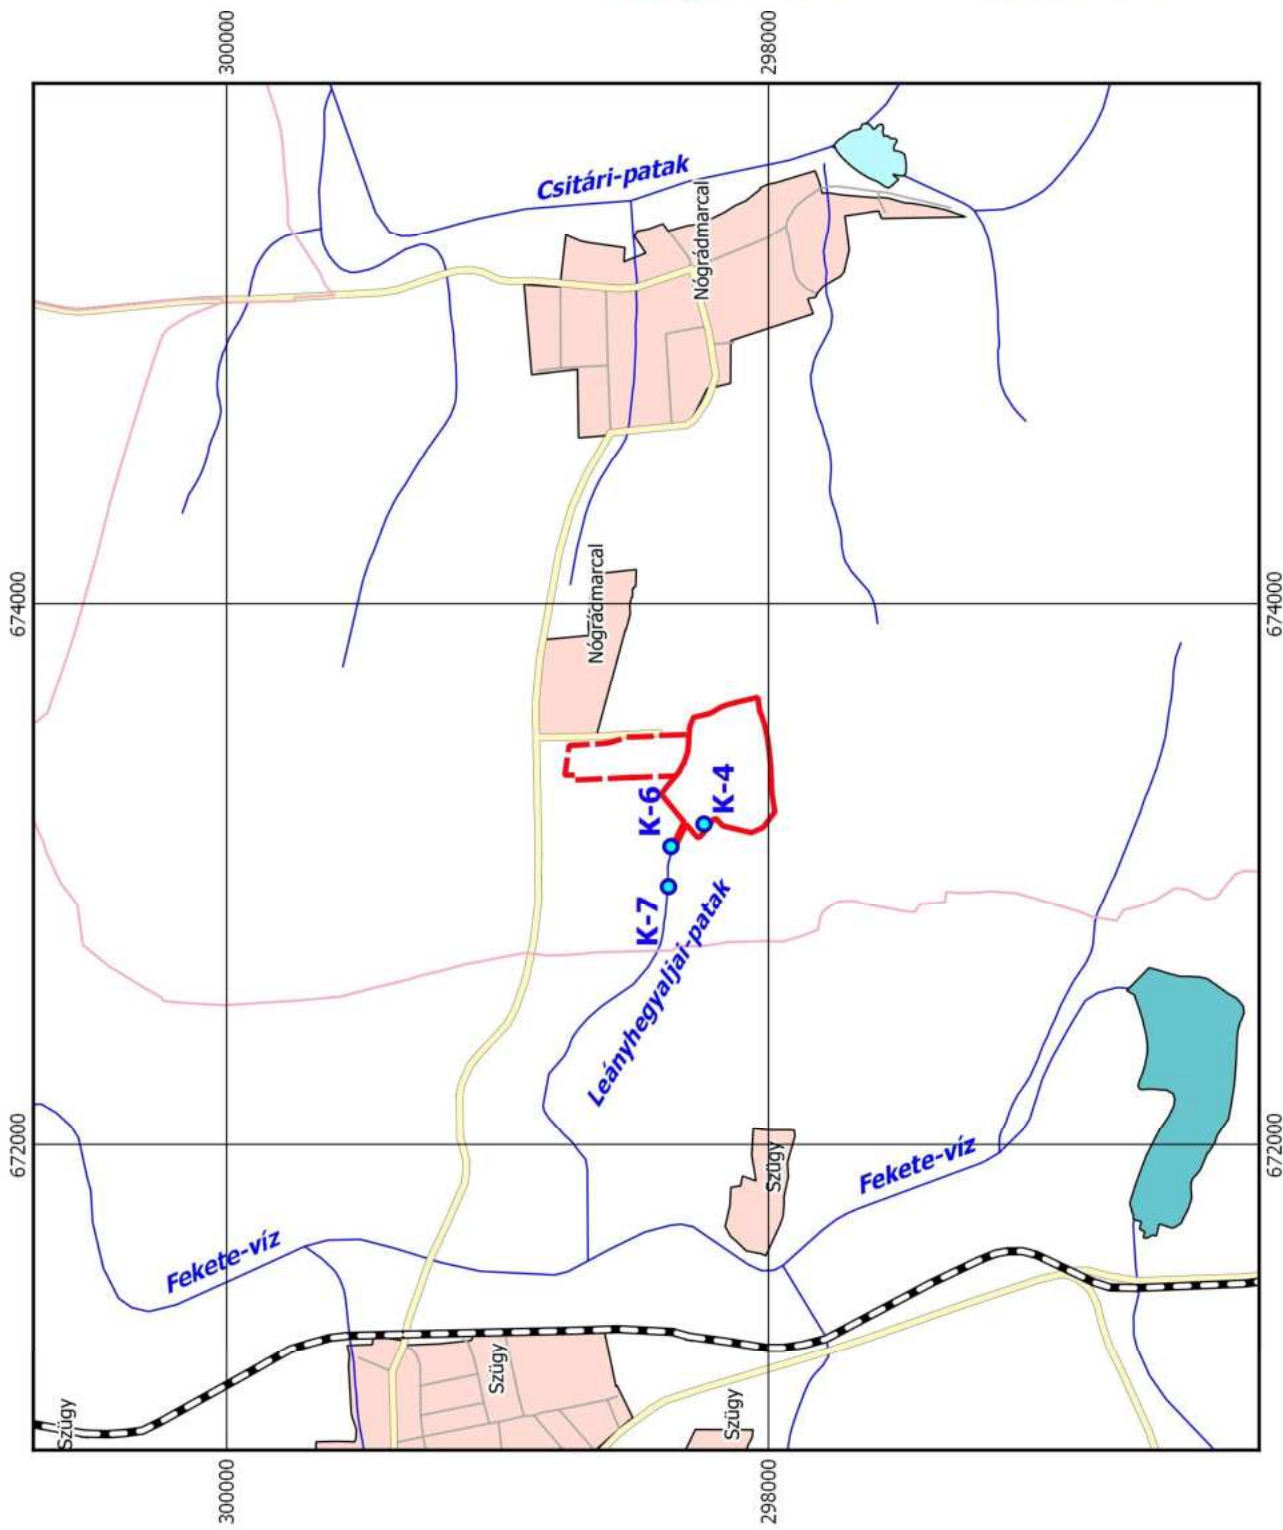 672000
674000
300000
298000
Szügy
Fekete-víz
Szügy
Szügy
Szügy
Fekete-víz
Leányhegyaljai-patak
K-7
K-6
K-4
Nógrádmarcal
Nógrádmarcal
Csitári-patak
300000
298000
672000
674000